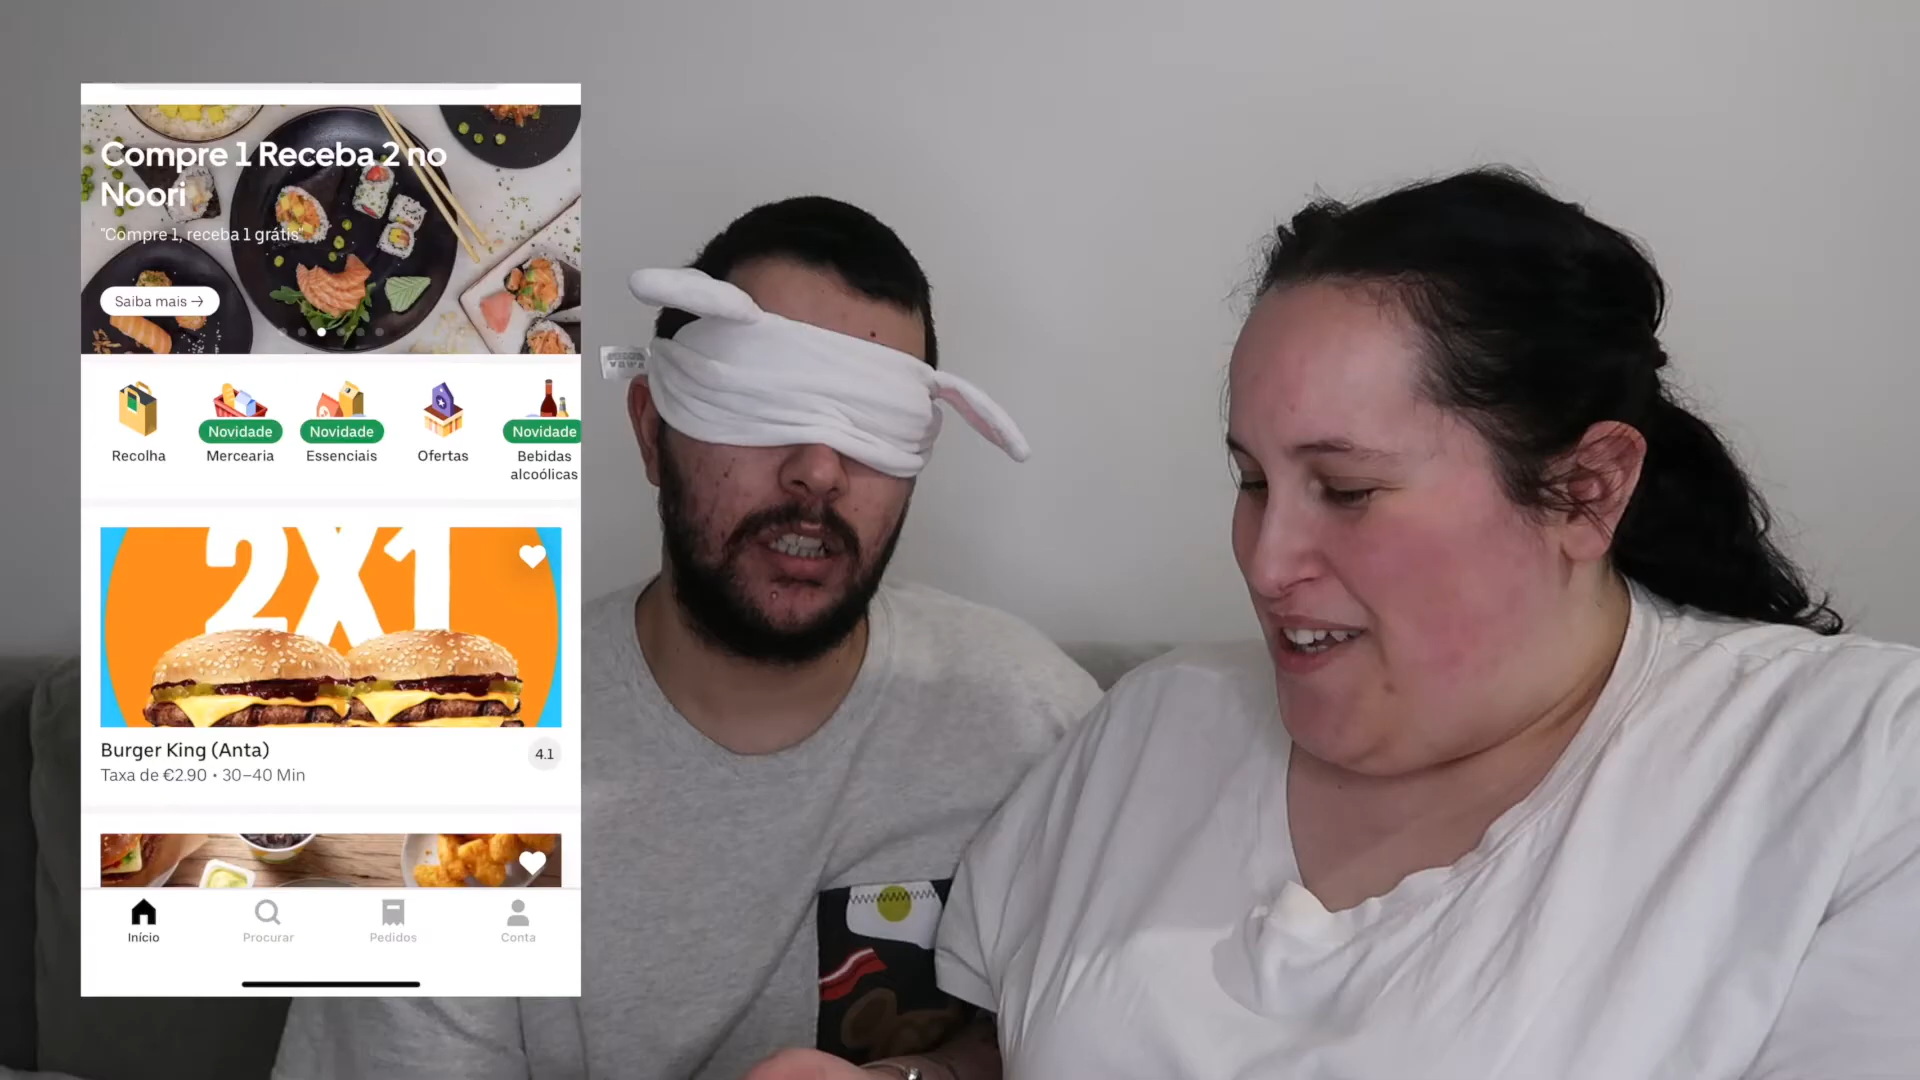 Compre 1 Receba 2 no
Noori
"Compre 1, receba 1 grátis"
Saiba mais →
Novidade
Novidade
Novidade
Recolha
Mercearia
Essenciais
Ofertas
Bebidas
alcoólicas
2X1
Burger King (Anta)
4.1
Taxa de €2.90 • 30–40 Min
Início
Procurar
Pedidos
Conta